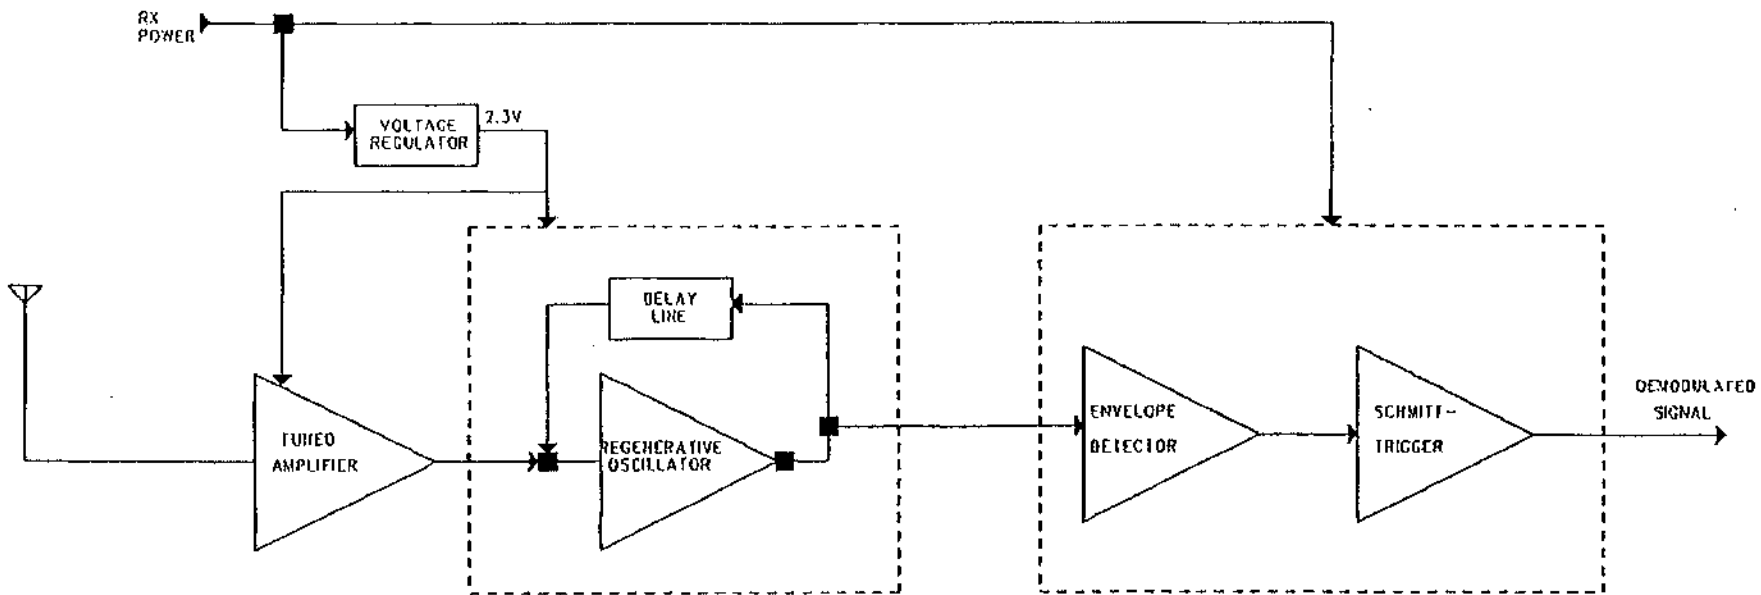 RX
POWER
VOLTAGE
REGULATOR
2.3V
DELAY
LINE
TUNED
AMPLIFIER
REGENERATIVE
OSCILLATOR
ENVELOPE
DETECTOR
SCHMITT-
TRIGGER
DEMODULATED
SIGNAL